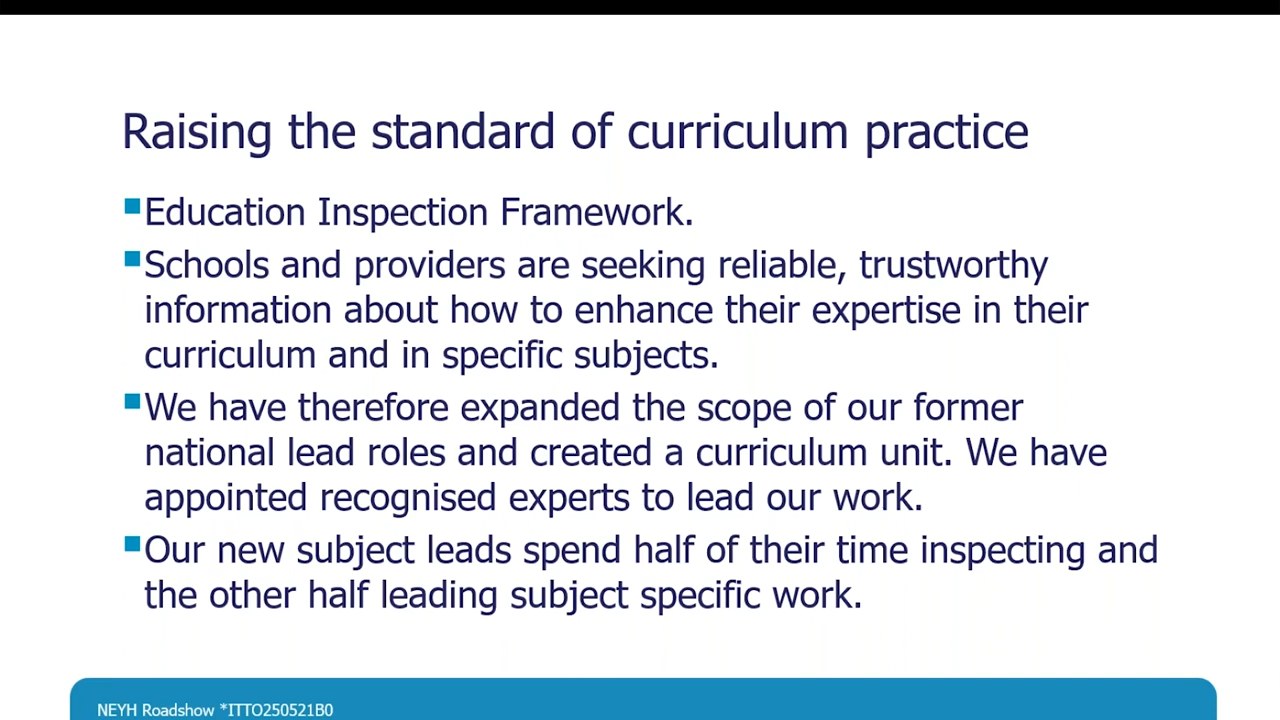 Raising the standard of curriculum practice
Education Inspection Framework.
Schools and providers are seeking reliable, trustworthy
information about how to enhance their expertise in their
curriculum and in specific subjects.
We have therefore expanded the scope of our former
national lead roles and created a curriculum unit. We have
appointed recognised experts to lead our work.
Our new subject leads spend half of their time inspecting and
the other half leading subject specific work.
NEYH Roadshow *ITTO250521B0